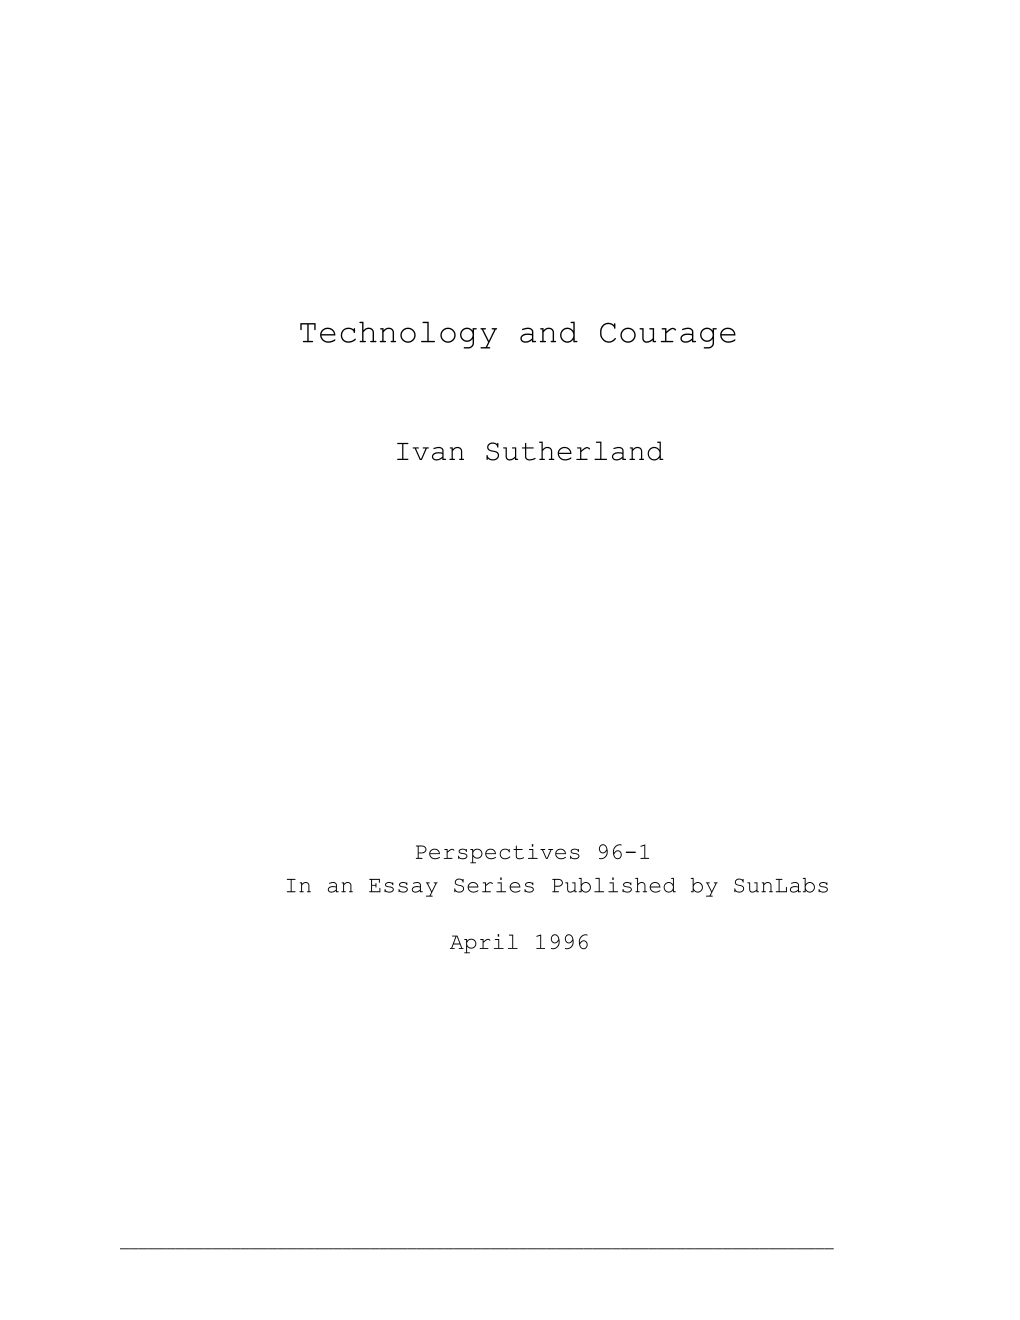 Technology and Courage
Ivan Sutherland
Perspectives 96-1
In an Essay Series Published by SunLabs
April 1996